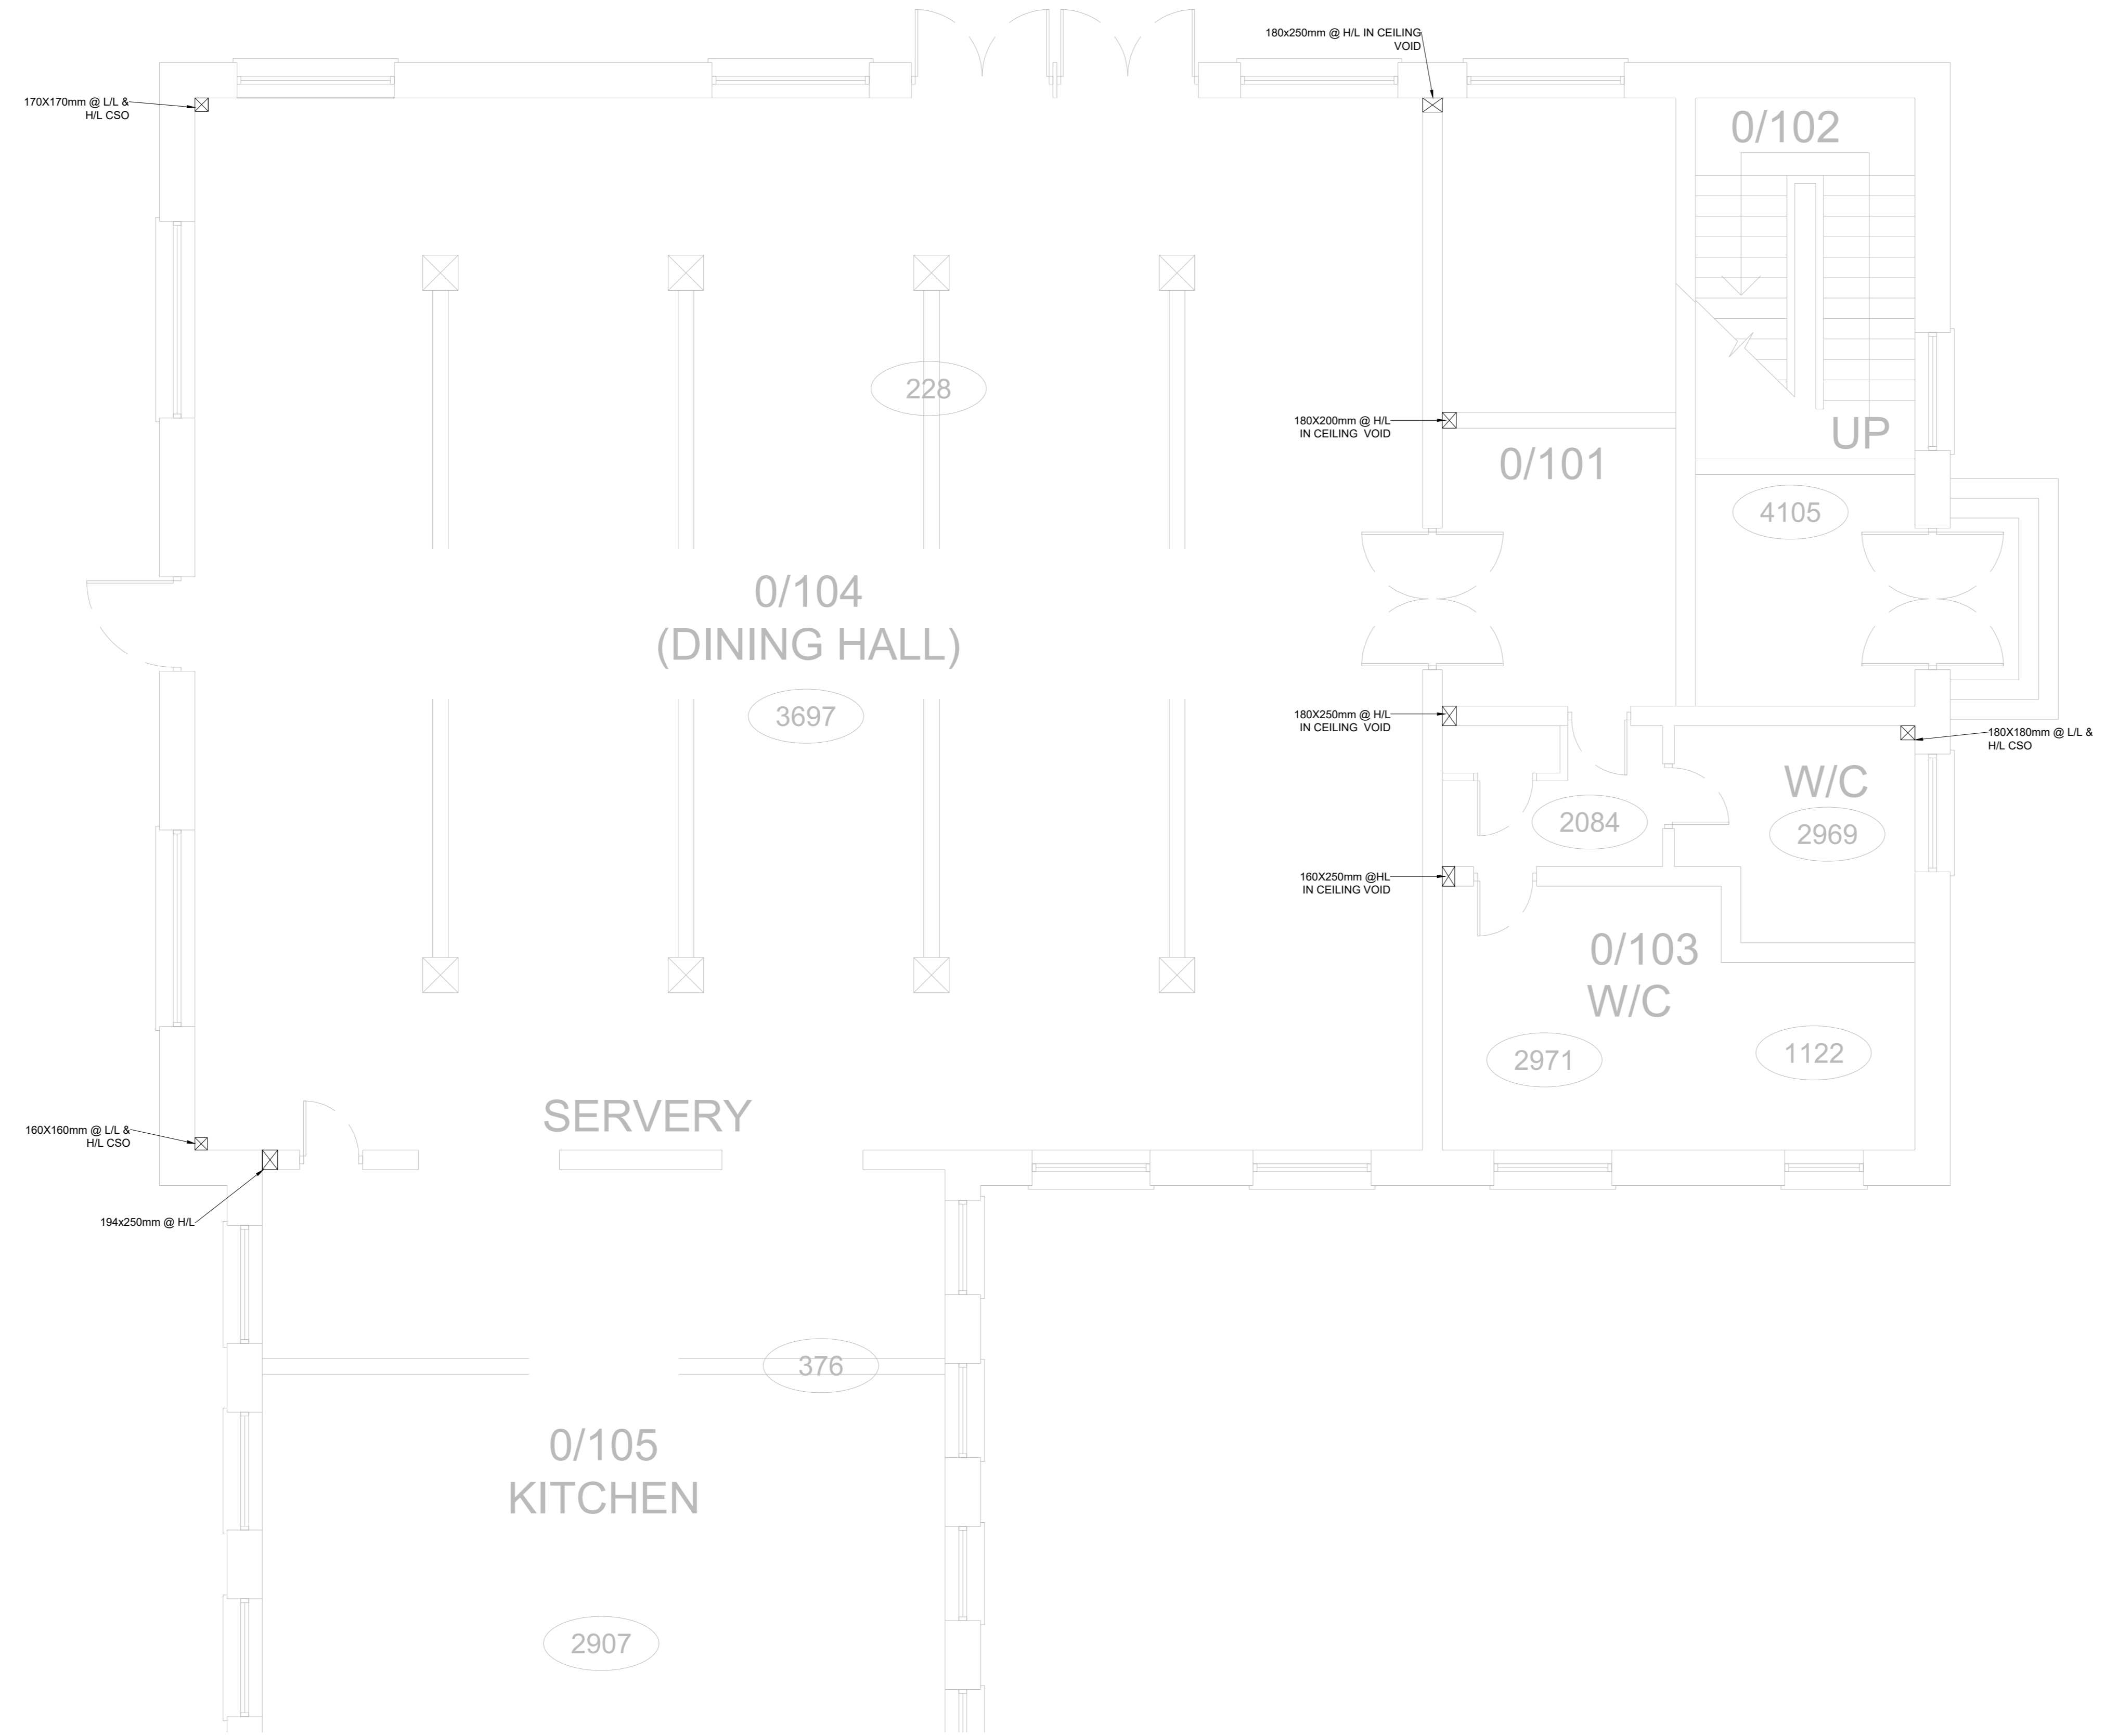 180x250mm @ H/L IN CEILING
VOID
170X170mm @ L/L &
H/L CSO
0/102
228
180X200mm @ H/L
IN CEILING VOID
UP
0/101
4105
0/104
(DINING HALL)
3697
180X250mm @ H/L
IN CEILING VOID
180X180mm @ L/L &
H/L CSO
W/C
2084
2969
160X250mm @HL
IN CEILING VOID
0/103
W/C
2971
1122
SERVERY
160X160mm @ L/L &
H/L CSO
194x250mm @ H/L
376
0/105
KITCHEN
2907